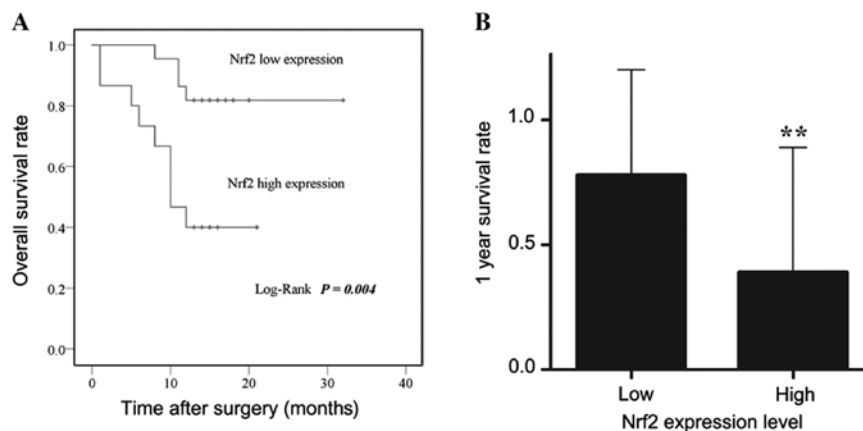 A
Overall survival rate
1.0
0.8
0.6
0.4
0.2
0.0
Nrf2 low expression
Nrf2 high expression
Log-Rank P = 0.004
0 10 20 30 40
Time after surgery (months)
B
1 year survival rate
1.0
0.5
0.0
**
Low High
Nrf2 expression level